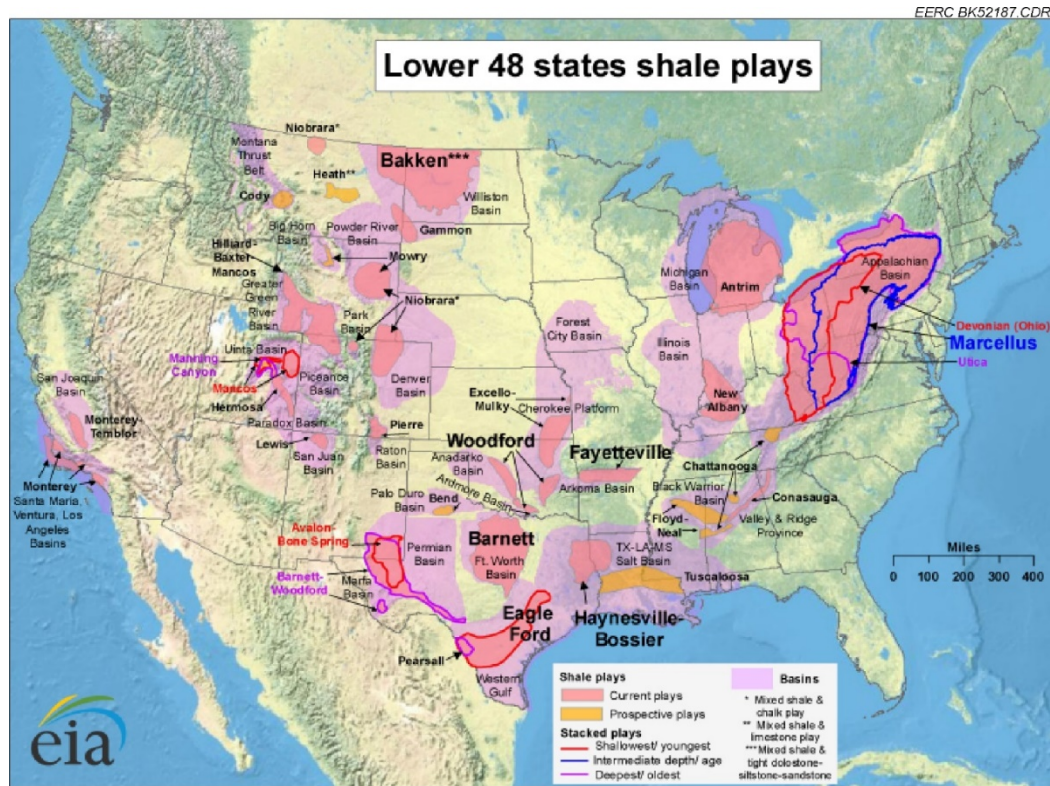 EERC BK52187.CDR
Lower 48 states shale plays
Niobrara*
Montana
Thrust
Belt
Bakken***
Heath**
Cody
Williston
Basin
Big Horn
Basin
Powder River
Basin
Gammon
Hilliard-
Baxter-
Mancos
Mowry
Greater
Green
River
Basin
Niobrara*
Park
Basin
Michigan
Basin
Antrim
Appalachian
Basin
Devonian (Ohio)
Marcellus
Utica
Forest
City Basin
Illinois
Basin
Uinta Basin
Manning
Canyon
Mancos
Piceance
Basin
Denver
Basin
San Joaquin
Basin
Hermosa
Excello-
Mulky
Cherokee Platform
New
Albany
Monterey-
Temblor
Paradox Basin
Pierre
Lewis
San Juan
Basin
Raton
Basin
Woodford
Anadarko
Basin
Fayetteville
Arkoma Basin
Chattanooga
Monterey
Santa Maria,
Ventura, Los
Angeles
Basins
Palo Duro
Basin
Bend
Ardmore Basin
Black Warrior
Basin
Conasauga
Floyd-
Neal
Valley & Ridge
Province
Avalon-
Bone Spring
Permian
Basin
Barnett
Ft. Worth
Basin
TX-LA-MS
Salt Basin
Tuscaloosa
Miles
0 100 200 300 400
Barnett-
Woodford
Marfa
Basin
Eagle
Ford
Haynesville-
Bossier
Pearsall
Western
Gulf
Shale plays
Current plays
Prospective plays
Stacked plays
Shallowest/ youngest
Intermediate depth/ age
Deepest/ oldest
Basins
* Mixed shale &
chalk play
** Mixed shale &
limestone play
***Mixed shale &
tight dolostone-
siltstone-sandstone
eia